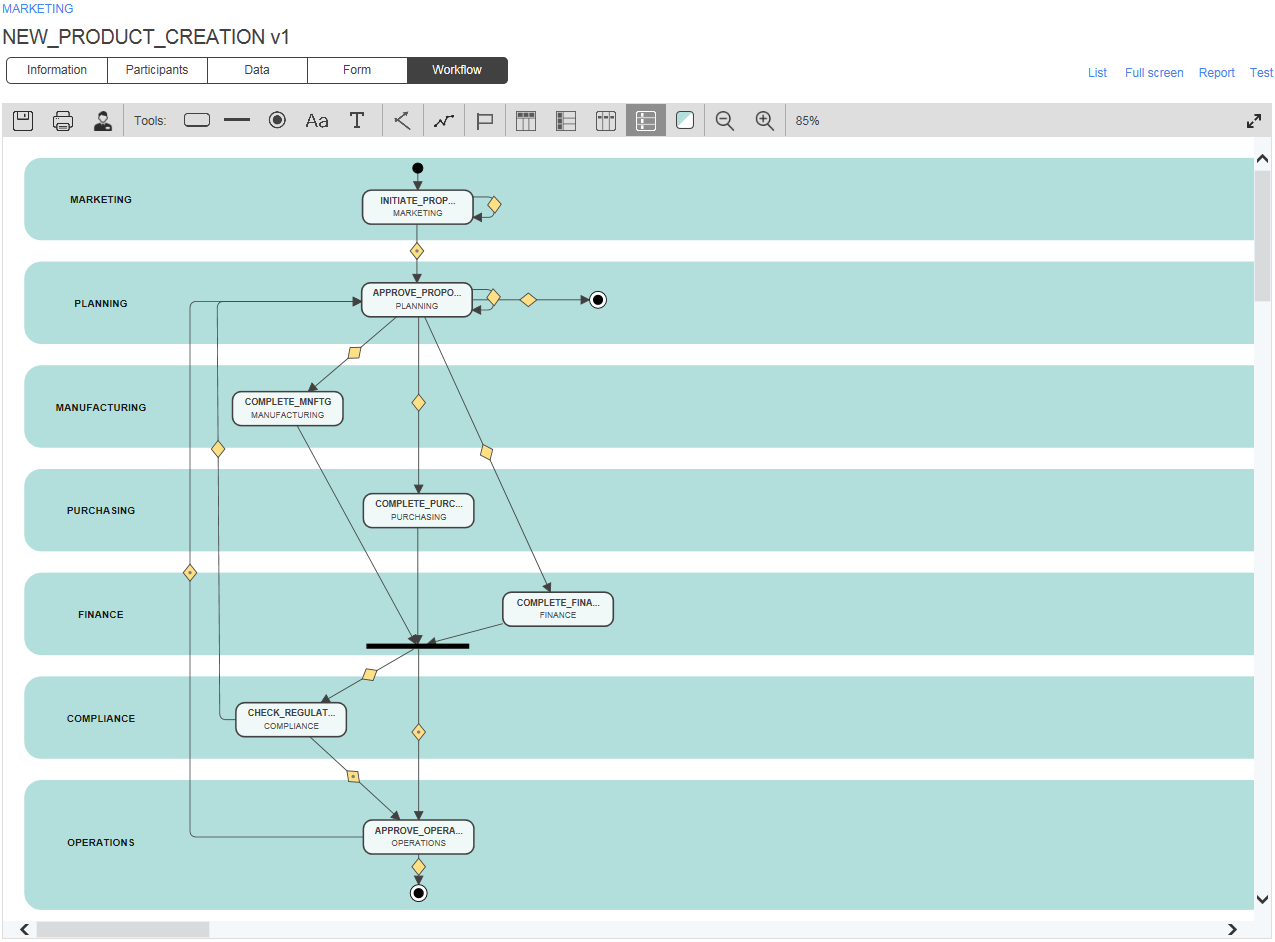 MARKETING
NEW_PRODUCT_CREATION v1
Information
Participants
Data
Form
Workflow
List
Full screen
Report
Test
Tools:
Aa
T
85%
MARKETING
INITIATE_PROP...
MARKETING
PLANNING
APPROVE_PROPO...
PLANNING
MANUFACTURING
COMPLETE_MNFTG
MANUFACTURING
PURCHASING
COMPLETE_PURC...
PURCHASING
FINANCE
COMPLETE_FINA...
FINANCE
COMPLIANCE
CHECK_REGULAT...
COMPLIANCE
OPERATIONS
APPROVE_OPERA...
OPERATIONS